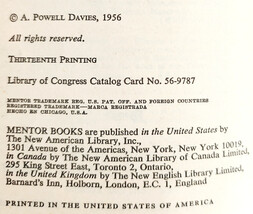 © A. Powell Davies, 1956
All rights reserved.
Thirteenth Printing
Library of Congress Catalog Card No. 56-9787
MENTOR TRADEMARK REG. U.S. PAT. OFF. AND FOREIGN COUNTRIES
REGISTERED TRADEMARK—MARCA REGISTRADA
HECHO EN CHICAGO, U.S.A.
MENTOR BOOKS are published in the United States by
The New American Library, Inc.,
1301 Avenue of the Americas, New York, New York 10019,
in Canada by The New American Library of Canada Limited,
295 King Street East, Toronto 2, Ontario,
in the United Kingdom by The New English Library Limited,
Barnard's Inn, Holborn, London, E.C. 1, England
PRINTED IN THE UNITED STATES OF AMERICA